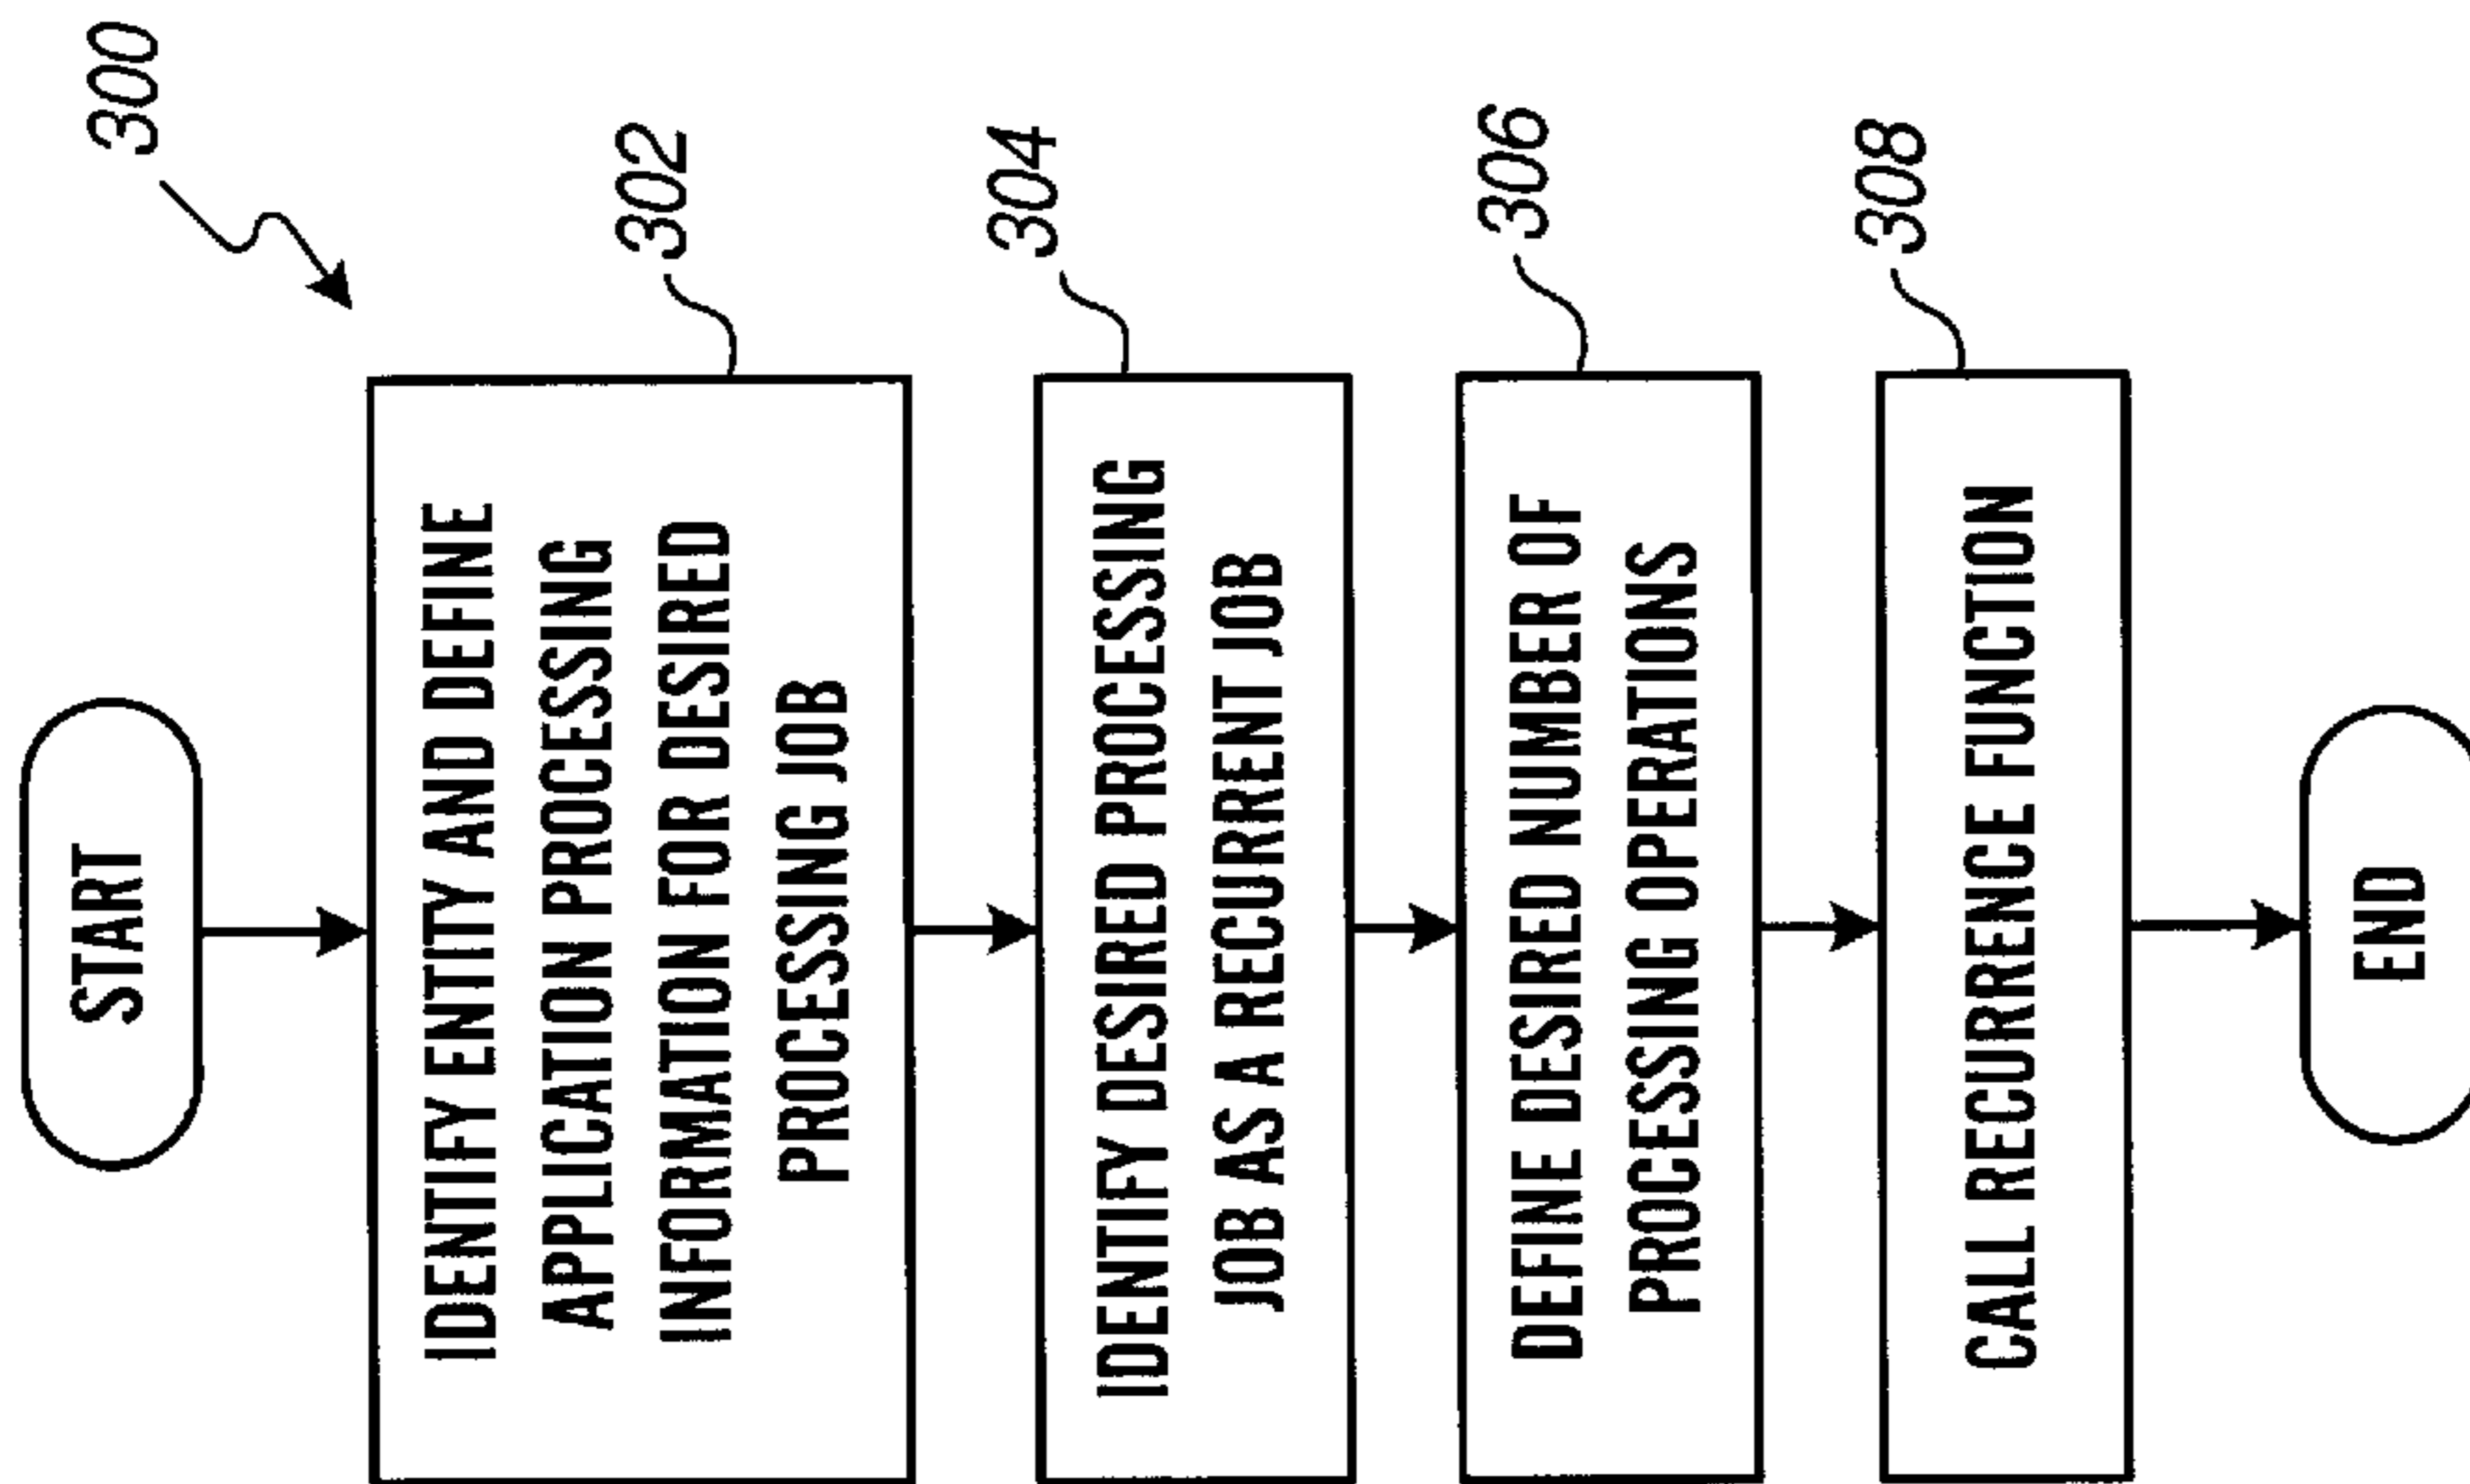 300
START
IDENTIFY ENTITY AND DEFINE
APPLICATION PROCESSING
INFORMATION FOR DESIRED
PROCESSING JOB
302
IDENTIFY DESIRED PROCESSING
JOB AS A RECURRENT JOB
304
DEFINE DESIRED NUMBER OF
PROCESSING OPERATIONS
306
CALL RECURRENCE FUNCTION
308
END